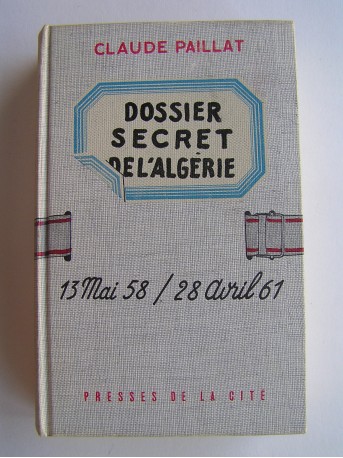 CLAUDE PAILLAT
DOSSIER
SECRET
DE L'ALGÉRIE
13 Mai 58 / 28 Avril 61
PRESSES DE LA CITÉ